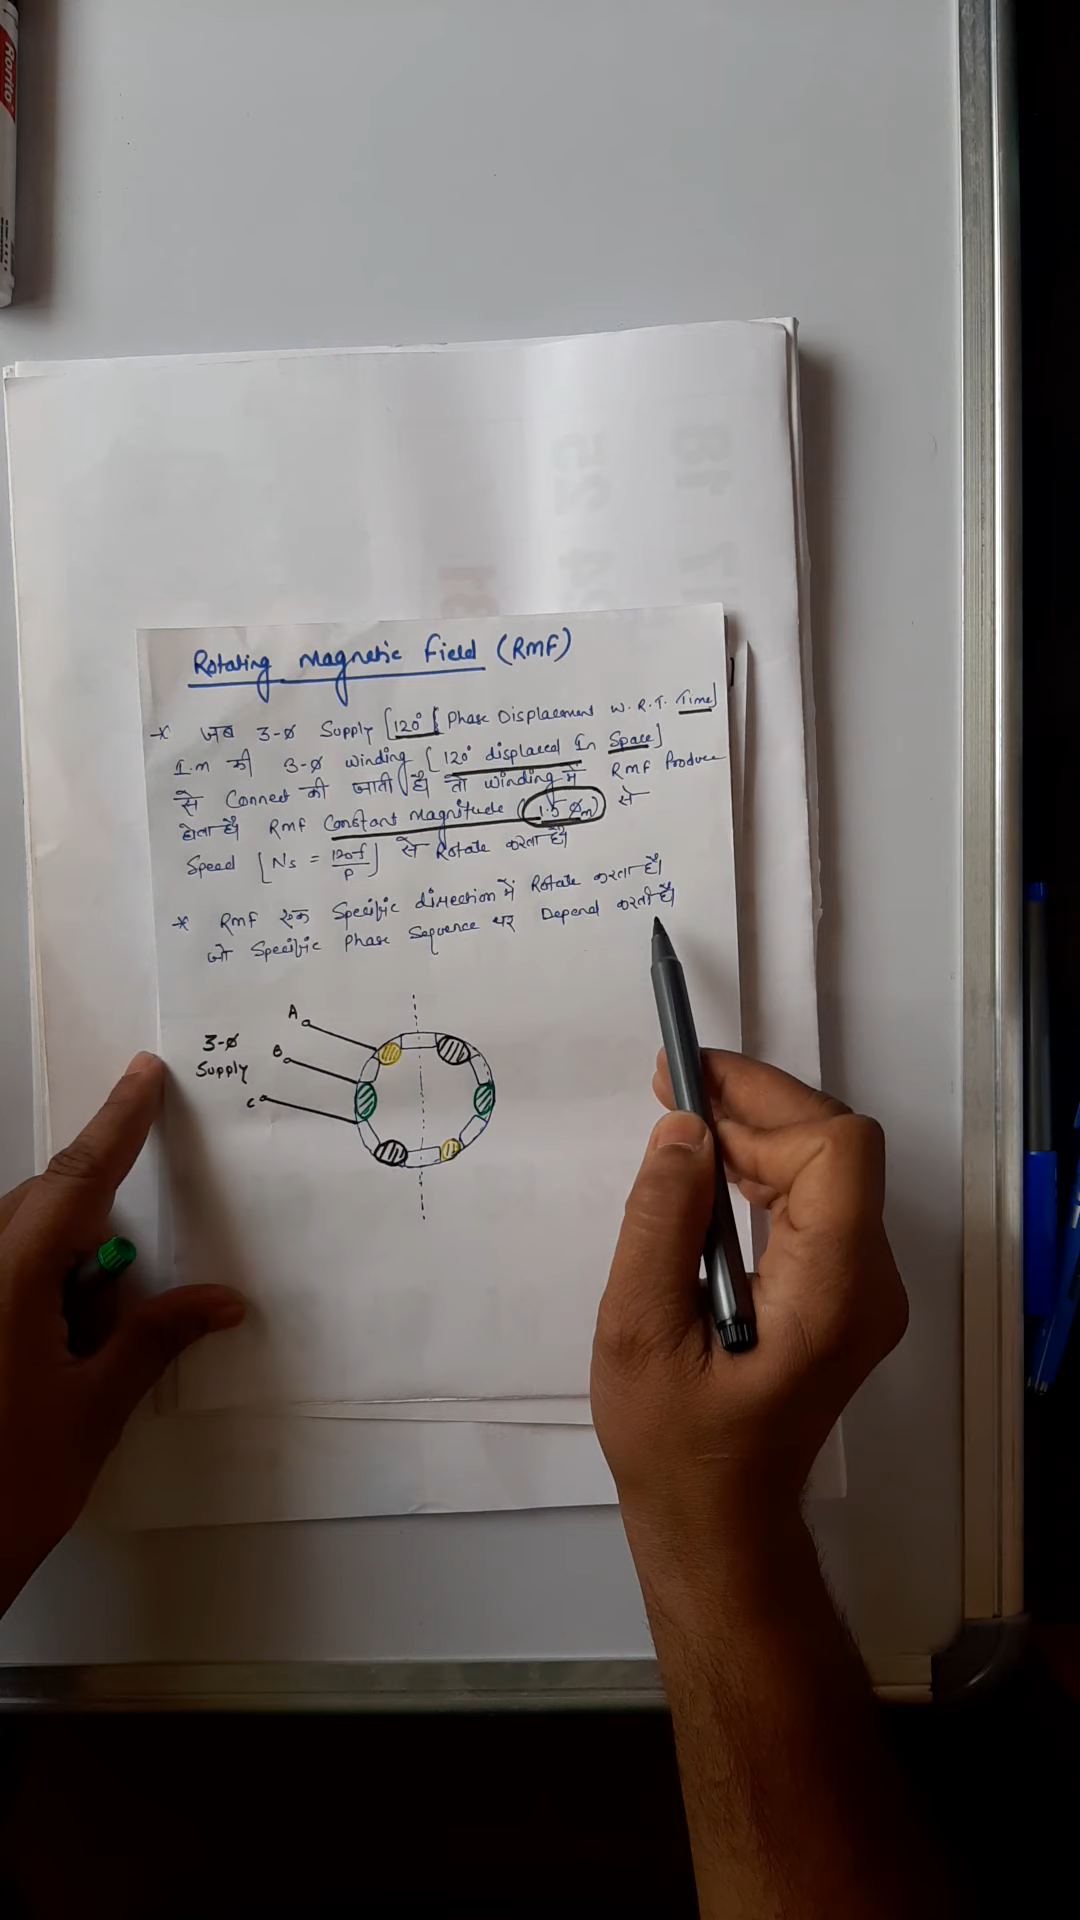 Ronito
Rotating Magnetic Field (RMF)
* जब 3-Ø Supply [120° Phase Displacement W.R.T. Time]
I.m की 3-Ø winding [120° displaced In Space]
से Connect की जाती है। तो winding में RMF Produce
होता है। RMF Constant Magnitude (1.5 Øm) से
Speed [Ns = 120f/P] से Rotate करता है।
* RMF एक Specific direction में Rotate करता है।
जो Specific Phase Sequence पर Depend करती है।
A
3-Ø
B
Supply
C